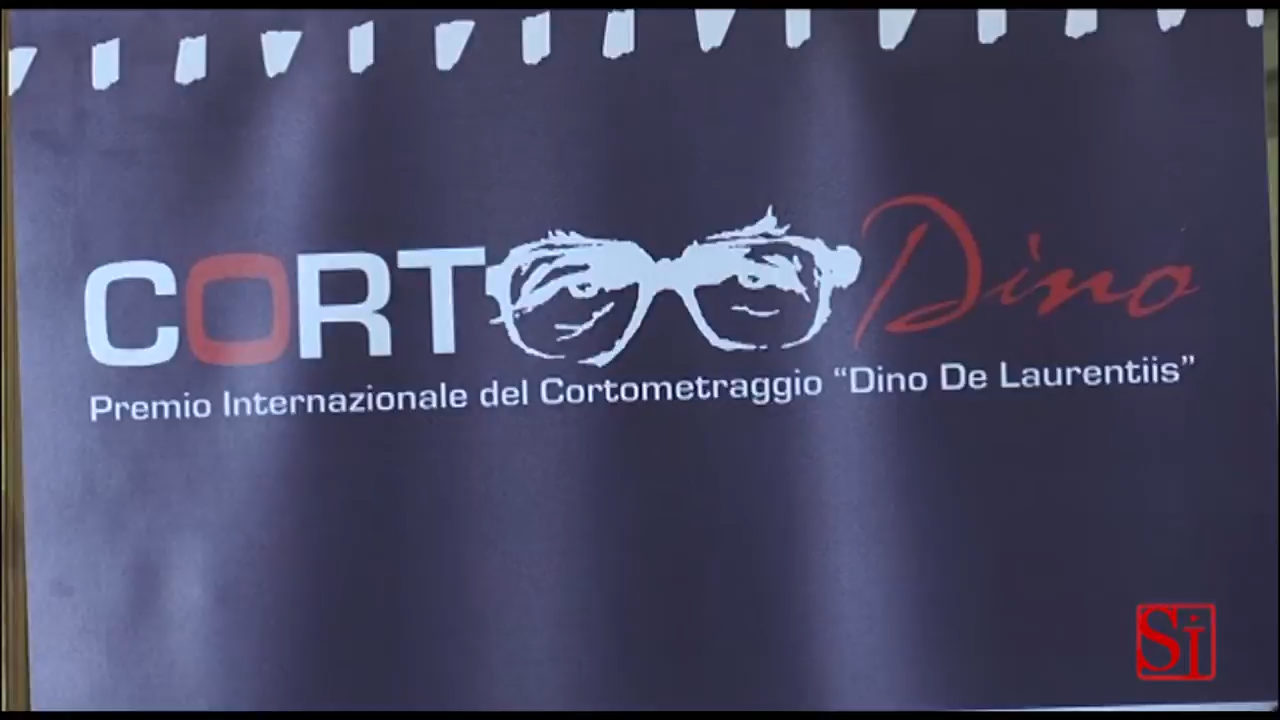 CORTO Dino
Premio Internazionale del Cortometraggio “Dino De Laurentiis”
Si